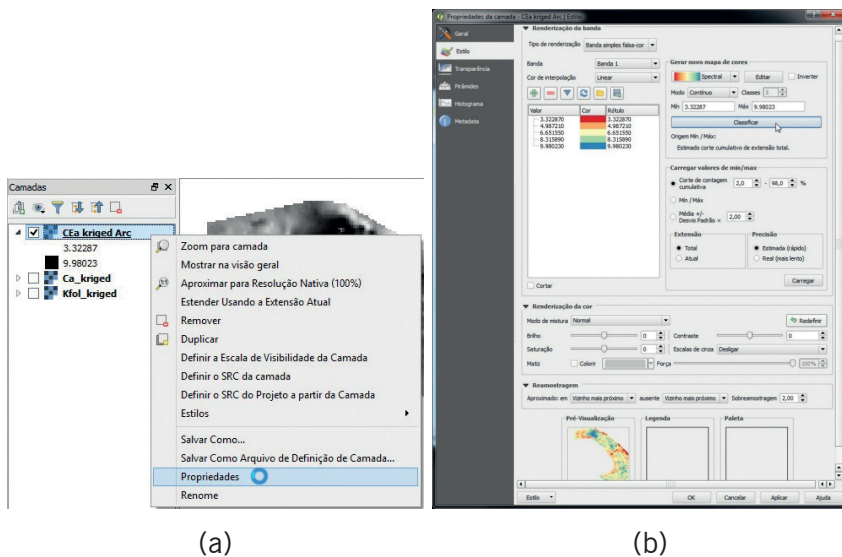 Camadas
CEa kriged Arc
3.32287
9.98023
Ca_kriged
Kfol_kriged
Zoom para camada
Mostrar na visão geral
Aproximar para Resolução Nativa (100%)
Estender Usando a Extensão Atual
Remover
Duplicar
Definir a Escala de Visibilidade da Camada
Definir o SRC da camada
Definir o SRC do Projeto a partir da Camada
Estilos
Salvar Como...
Salvar Como Arquivo de Definição de Camada...
Propriedades
Renome
(a)
Propriedades da camada - CEa kriged Arc | Estilo
Geral
Estilo
Transparência
Pirâmides
Histograma
Metadata
Renderização da banda
Tipo de renderização Banda simples falsa-cor
Banda Banda 1
Cor de interpolação Linear
Valor Cor Rótulo
3.322870 3.322870
4.987210 4.987210
6.651550 6.651550
8.315890 8.315890
9.980230 9.980230
Cortar
Gerar novo mapa de cores
Spectral Editar Inverter
Modo Contínuo Classes 5
Mín 3.32287 Máx 9.98023
Classificar
Origem Mín / Máx:
Estimado corte cumulativo de extensão total.
Carregar valores de min/max
Corte de contagem cumulativa 2,0 - 98,0 %
Mín / Máx
Média +/- Desvio Padrão × 2,00
Extensão Precisão
Total Estimada (rápido)
Atual Real (mais lento)
Carregar
Renderização da cor
Modo de mistura Normal Redefinir
Brilho 0 Contraste 0
Saturação 0 Escalas de cinza Desligar
Matiz Colorir Força 100%
Reamostragem
Aproximado: em Vizinho mais próximo ausente Vizinho mais próximo Sobreamostragem 2,00
Pré-Visualização Legenda Paleta
Estilo OK Cancelar Aplicar Ajuda
(b)